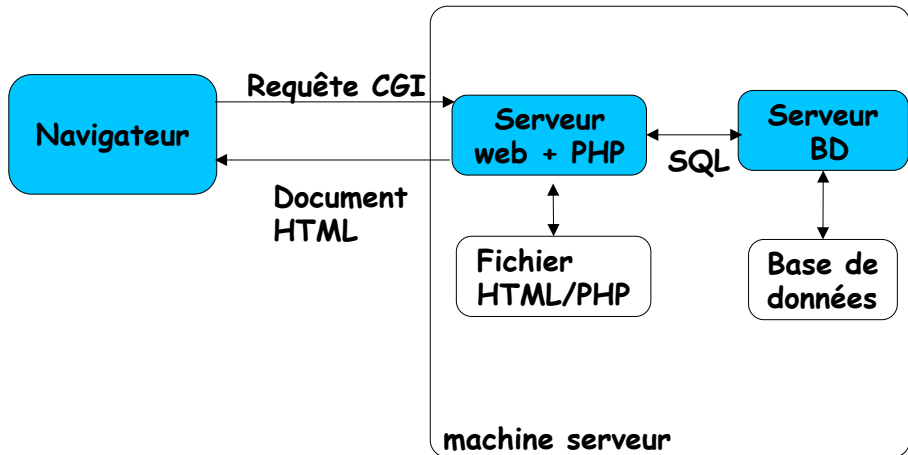 Navigateur
Requête CGI
Document
HTML
Serveur
web + PHP
SQL
Serveur
BD
Fichier
HTML/PHP
Base de
données
machine serveur